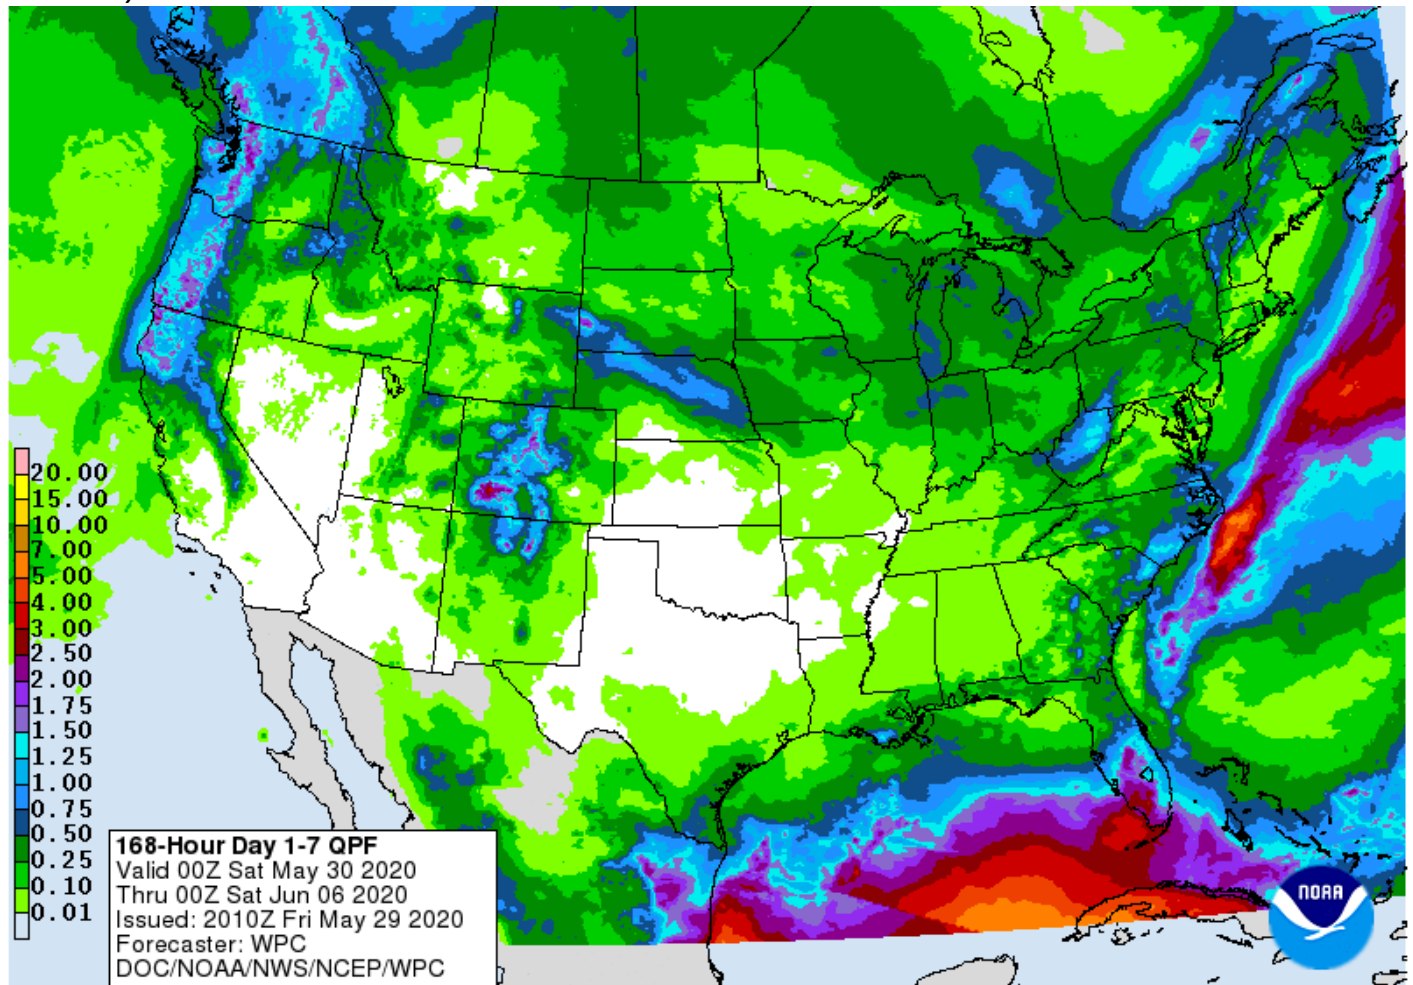 20.00
15.00
10.00
7.00
5.00
4.00
3.00
2.50
2.00
1.75
1.50
1.25
1.00
0.75
0.50
0.25
0.10
0.01
168-Hour Day 1-7 QPF
Valid 00Z Sat May 30 2020
Thru 00Z Sat Jun 06 2020
Issued: 2010Z Fri May 29 2020
Forecaster: WPC
DOC/NOAA/NWS/NCEP/WPC
NOAA